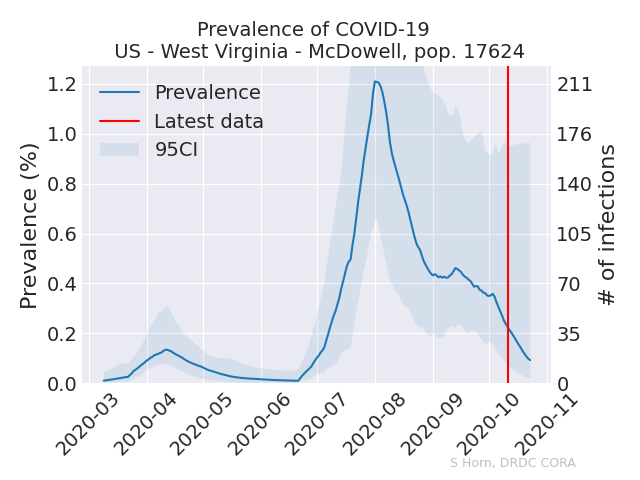 Prevalence of COVID-19
US - West Virginia - McDowell, pop. 17624
Prevalence
Latest data
95CI
Prevalence (%)
1.2
1.0
0.8
0.6
0.4
0.2
0.0
211
176
140
105
70
35
0
# of infections
2020-03
2020-04
2020-05
2020-06
2020-07
2020-08
2020-09
2020-10
2020-11
S Horn, DRDC CORA